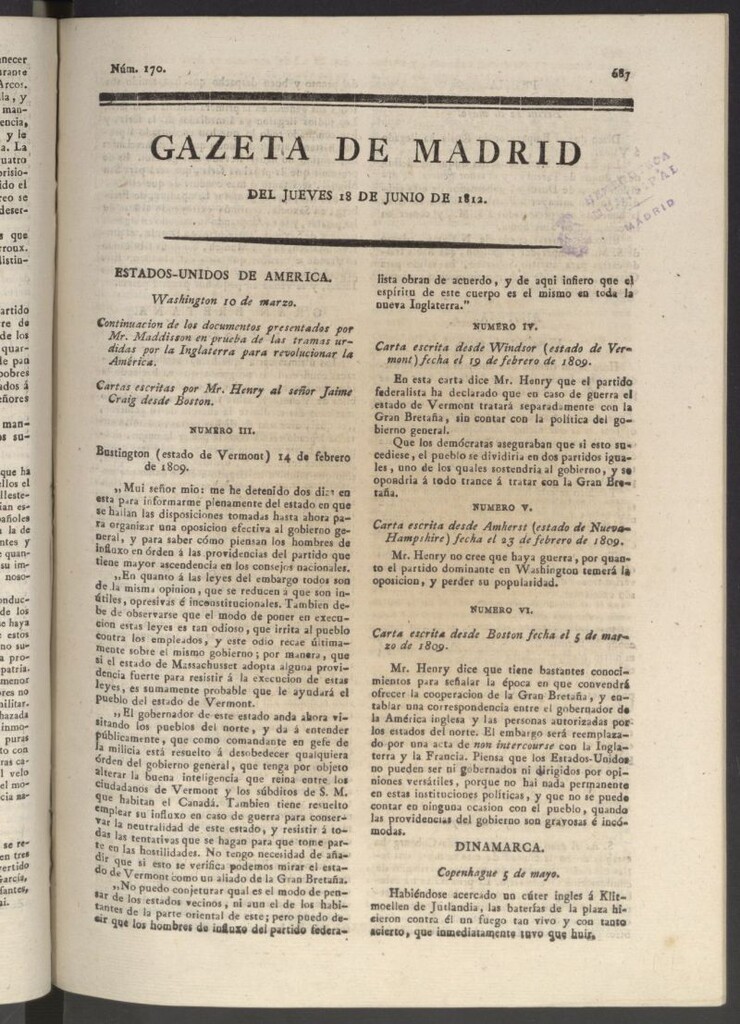 Núm. 170.
687
GAZETA DE MADRID
DEL JUEVES 18 DE JUNIO DE 1812.
MADRID
ESTADOS-UNIDOS DE AMERICA.
Washington 10 de marzo.
Continuacion de los documentos presentados por
Mr. Maddisson en prueba de las tramas ur-
didas por la Inglaterra para revolucionar la
América.
Cartas escritas por Mr. Henry al señor Jaime
Craig desde Boston.
NUMERO III.
Bustington (estado de Vermont) 14 de febrero
de 1809.
„Mui señor mio: me he detenido dos dias en
esta para informarme plenamente del estado en que
se hallan las disposiciones tomadas hasta ahora para
para organizar una oposicion efectiva al gobierno ge-
neral, y para saber cómo piensan los hombres de
influxo en órden á las providencias del partido que
tiene mayor ascendencia en los consejos nacionales.
„En quanto á las leyes del embargo todos son
de la misma opinion, que se reducen á que son in-
útiles, opresivas é inconstitucionales. Tambien de-
be de observarse que el modo de poner en execu-
cion estas leyes es tan odioso, que irrita al pueblo
contra los empleados, y este odio recae última-
mente sobre el mismo gobierno; por manera, que
si el estado de Massachusset adopta alguna provi-
dencia fuerte para resistir á la execucion de estas
leyes, es sumamente probable que le ayudará el
pueblo del estado de Vermont.
„El gobernador de este estado anda ahora vi-
sitando los pueblos del norte, y da á entender
públicamente, que como comandante en gefe de
la milicia está resuelto á desobedecer qualquiera
órden del gobierno general, que tenga por objeto
alterar la buena inteligencia que reina entre los
ciudadanos de Vermont y los súbditos de S. M.
que habitan el Canadá. Tambien tiene resuelto
emplear su influxo en caso de guerra para conser-
var la neutralidad de este estado, y resistir á to-
das las tentativas que se hagan para que tome par-
te en las hostilidades. No tengo necesidad de aña-
dir que si esto se verifica podemos mirar el esta-
do de Vermont como un aliado de la Gran Bretaña.
„No puedo conjeturar qual es el modo de pen-
sar de los estados vecinos, ni aun el de los habi-
tantes de la parte oriental de este; pero puedo de-
cir que los hombres de influxo del partido federa-
lista obran de acuerdo, y de aqui infiero que el
espíritu de este cuerpo es el mismo en toda la
nueva Inglaterra."
NUMERO IV.
Carta escrita desde Windsor (estado de Ver-
mont) fecha el 19 de febrero de 1809.
En esta carta dice Mr. Henry que el partido
federalista ha declarado que en caso de guerra el
estado de Vermont tratará separadamente con la
Gran Bretaña, sin contar con la política del go-
bierno general.
Que los demócratas aseguraban que si esto su-
cediese, el pueblo se dividiria en dos partidos igua-
les, uno de los quales sostendria al gobierno, y se
opondria á todo trance á tratar con la Gran Bre-
taña.
NUMERO V.
Carta escrita desde Amherst (estado de Nueva-
Hampshire) fecha el 23 de febrero de 1809.
Mr. Henry no cree que haya guerra, por quanto
el partido dominante en Washington temerá la
oposicion, y perder su popularidad.
NUMERO VI.
Carta escrita desde Boston fecha el 5 de mar-
zo de 1809.
Mr. Henry dice que tiene bastantes conoci-
mientos para señalar la época en que convendrá
ofrecer la cooperacion de la Gran Bretaña, y en-
tablar una correspondencia entre el gobernador de
la América inglesa y las personas autorizadas por
los estados del norte. El embargo será reemplaza-
do por una acta de non intercourse con la Ingla-
terra y la Francia. Piensa que los Estados-Unidos
no pueden ser ni gobernados ni dirigidos por opi-
niones versátiles, porque no hai nada permanente
en estas instituciones políticas, y que no se puede
contar en ninguna ocasion con el pueblo, quando
las providencias del gobierno son gravosas é incó-
modas.
DINAMARCA.
Copenhague 5 de mayo.
Habiéndose acercado un cúter ingles á Klit-
moellen de Jutlandia, las baterías de la plaza hi-
cieron contra él un fuego tan vivo y con tanto
acierto, que inmediatamente tuvo que huir,